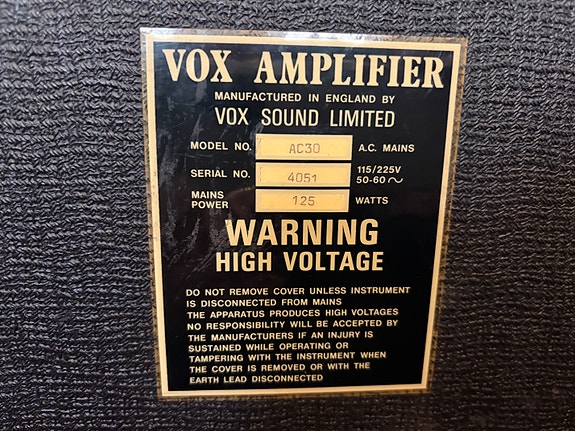 VOX AMPLIFIER
MANUFACTURED IN ENGLAND BY
VOX SOUND LIMITED
MODEL NO. AC30 A.C. MAINS
SERIAL NO. 4051 115/225V
50-60 ~
MAINS
POWER 125 WATTS
WARNING
HIGH VOLTAGE
DO NOT REMOVE COVER UNLESS INSTRUMENT
IS DISCONNECTED FROM MAINS
THE APPARATUS PRODUCES HIGH VOLTAGES
NO RESPONSIBILITY WILL BE ACCEPTED BY
THE MANUFACTURERS IF AN INJURY IS
SUSTAINED WHILE OPERATING OR
TAMPERING WITH THE INSTRUMENT WHEN
THE COVER IS REMOVED OR WITH THE
EARTH LEAD DISCONNECTED